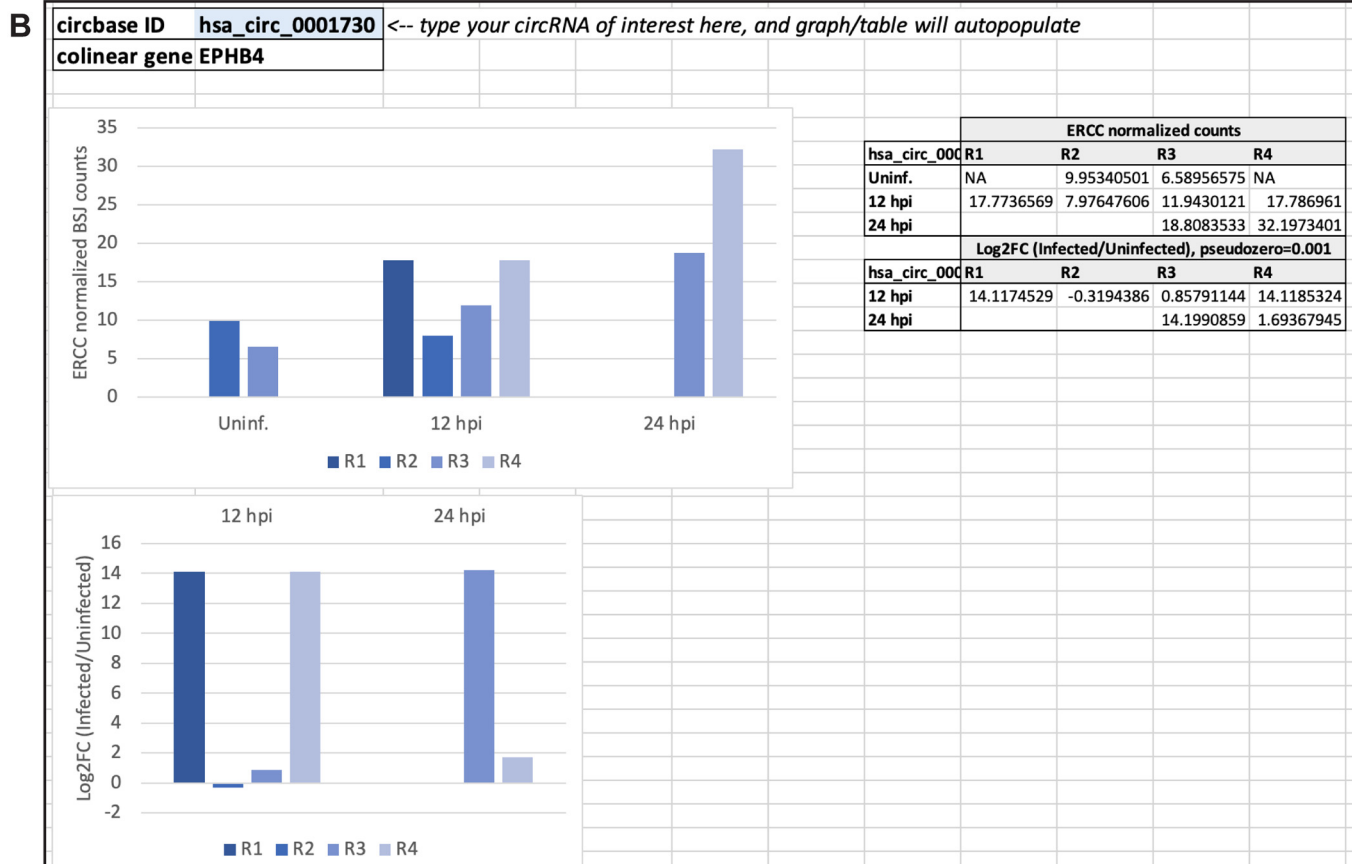 B
circbase ID hsa_circ_0001730 <-- type your circRNA of interest here, and graph/table will autopopulate
colinear gene EPHB4
ERCC normalized BSJ counts
35
30
25
20
15
10
5
0
Uninf. 12 hpi 24 hpi
R1 R2 R3 R4
ERCC normalized counts
hsa_circ_000 R1 R2 R3 R4
Uninf. NA 9.95340501 6.58956575 NA
12 hpi 17.7736569 7.97647606 11.9430121 17.786961
24 hpi 18.8083533 32.1973401
Log2FC (Infected/Uninfected), pseudozero=0.001
hsa_circ_000 R1 R2 R3 R4
12 hpi 14.1174529 -0.3194386 0.85791144 14.1185324
24 hpi 14.1990859 1.69367945
12 hpi 24 hpi
Log2FC (Infected/Uninfected)
16
14
12
10
8
6
4
2
0
-2
R1 R2 R3 R4